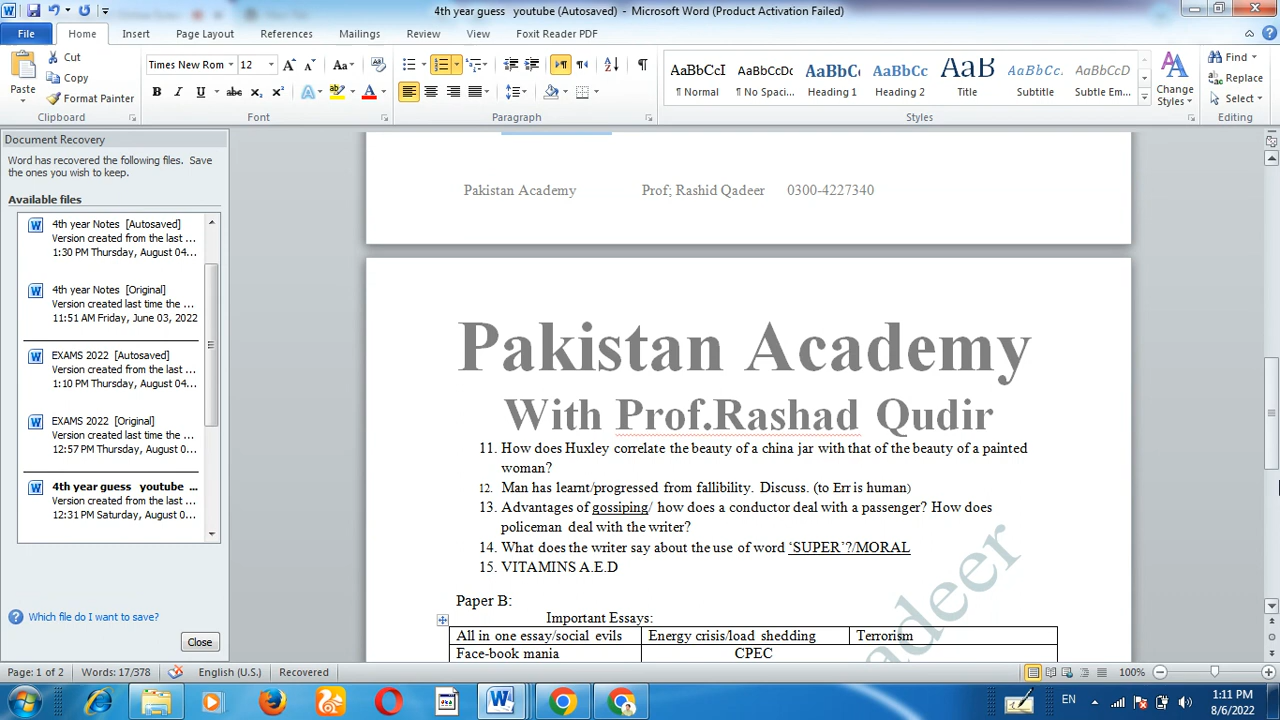 4th year guess   youtube (Autosaved)  -  Microsoft Word (Product Activation Failed)
File Home Insert Page Layout References Mailings Review View Foxit Reader PDF
Cut
Copy
Format Painter
Paste
Clipboard
Times New Rom 12
Font
Paragraph
AaBbCcI AaBbCcDc AaBbC AaBbCc AaB AaBbCc. AaBbCcD
¶ Normal ¶ No Spaci... Heading 1 Heading 2 Title Subtitle Subtle Em...
Change
Styles
Styles
Find
Replace
Select
Editing
Document Recovery
Word has recovered the following files. Save
the ones you wish to keep.
Available files
4th year Notes [Autosaved]
Version created from the last ...
1:30 PM Thursday, August 04...
4th year Notes [Original]
Version created last time the ...
11:51 AM Friday, June 03, 2022
EXAMS 2022 [Autosaved]
Version created from the last ...
1:10 PM Thursday, August 04...
EXAMS 2022 [Original]
Version created last time the ...
12:57 PM Thursday, August 0...
4th year guess youtube ...
Version created from the last ...
12:31 PM Saturday, August 0...
Which file do I want to save?
Close
Pakistan Academy Prof; Rashid Qadeer 0300-4227340
Pakistan Academy
With Prof.Rashad Qudir
11. How does Huxley correlate the beauty of a china jar with that of the beauty of a painted
woman?
12. Man has learnt/progressed from fallibility. Discuss. (to Err is human)
13. Advantages of gossiping/ how does a conductor deal with a passenger? How does
policeman deal with the writer?
14. What does the writer say about the use of word ‘SUPER’?/MORAL
15. VITAMINS A.E.D
Paper B:
Important Essays:
All in one essay/social evils Energy crisis/load shedding Terrorism
Face-book mania CPEC
adeer
Page: 1 of 2 Words: 17/378 English (U.S.) Recovered 100%
EN 1:11 PM
8/6/2022